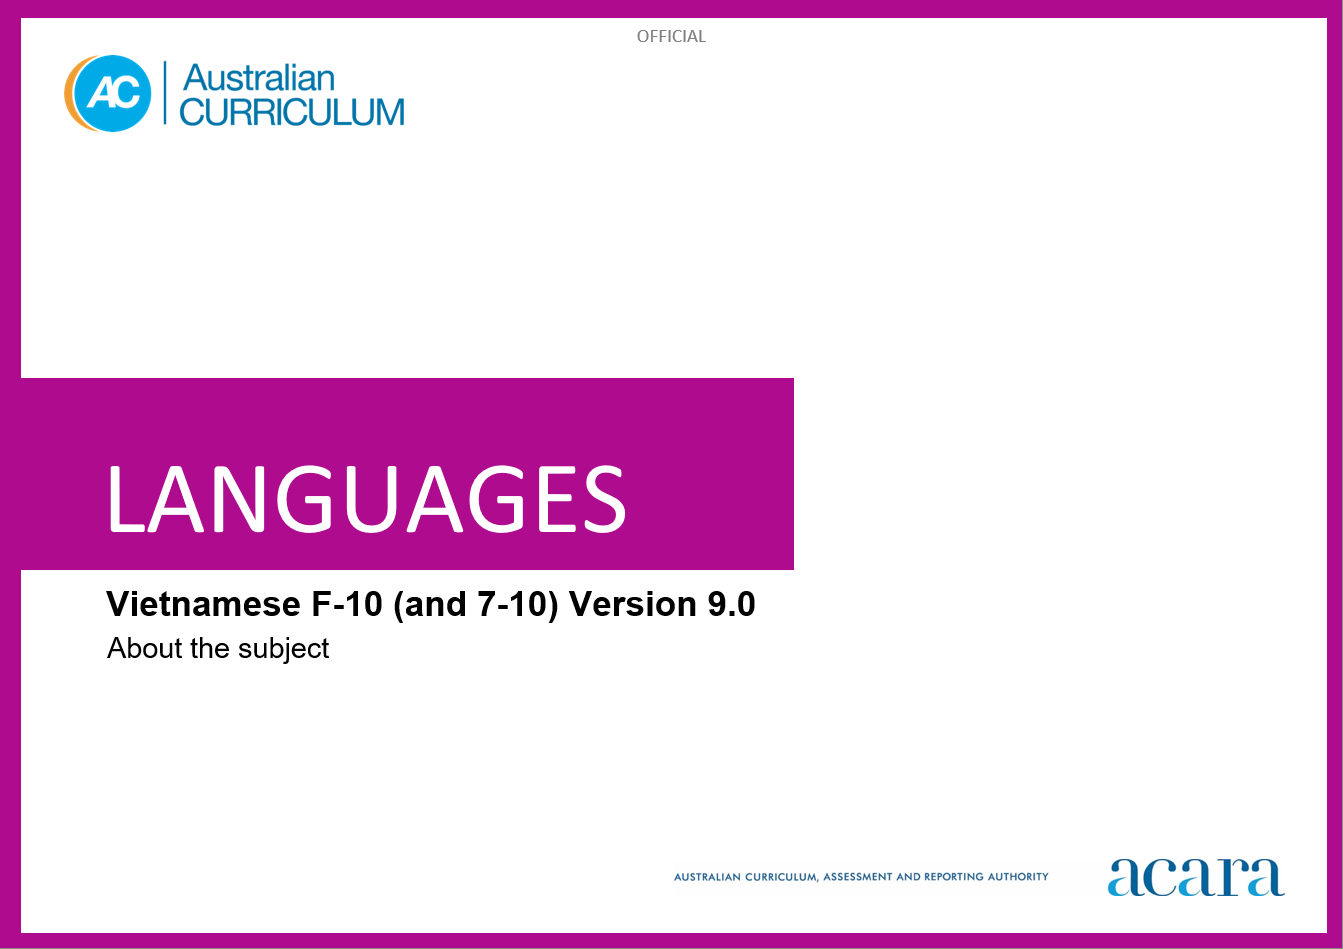 OFFICIAL
AC
Australian
CURRICULUM
LANGUAGES
Vietnamese F-10 (and 7-10) Version 9.0
About the subject
AUSTRALIAN CURRICULUM, ASSESSMENT AND REPORTING AUTHORITY
acara